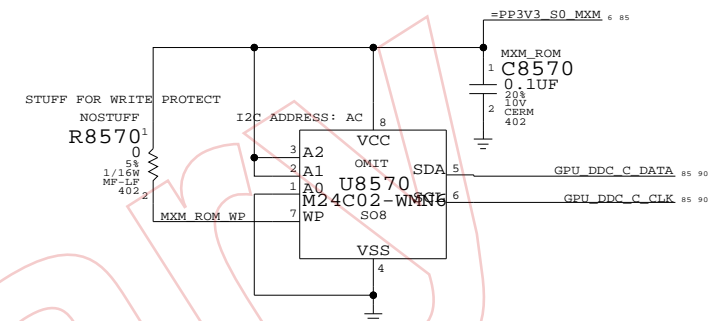 =PP3V3_S0_MXM 6 85
MXM_ROM
1 C8570
0.1UF
20%
10V
2 CERM
402
STUFF FOR WRITE PROTECT
NOSTUFF
R8570 1
0
5%
1/16W
MF-LF
402
2
I2C ADDRESS: AC
8
VCC
OMIT
3 A2
2 A1
1 A0
7 WP
MXM_ROM_WP
U8570
M24C02-WMN6
SO8
SDA 5
GPU_DDC_C_DATA 85 90
SCL 6
GPU_DDC_C_CLK 85 90
VSS
4